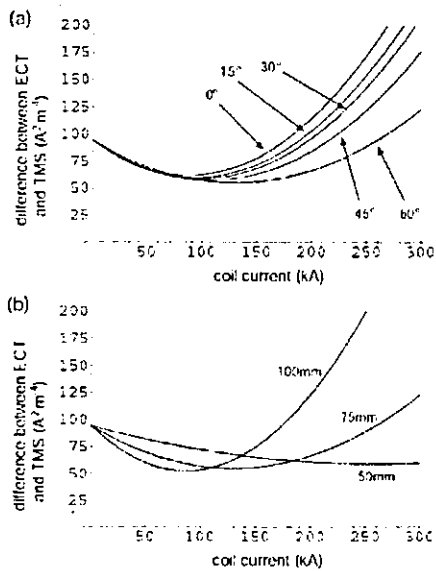 (a)
difference between ECT
and TMS (A² m⁻¹)
200
175
150
125
100
75
50
25
0°
15°
30°
45°
60°
50 100 150 200 250 300
coil current (kA)
(b)
difference between ECT
and TMS (A² m⁻¹)
200
175
150
125
100
75
50
25
100mm
75mm
50mm
50 100 150 200 250 300
coil current (kA)